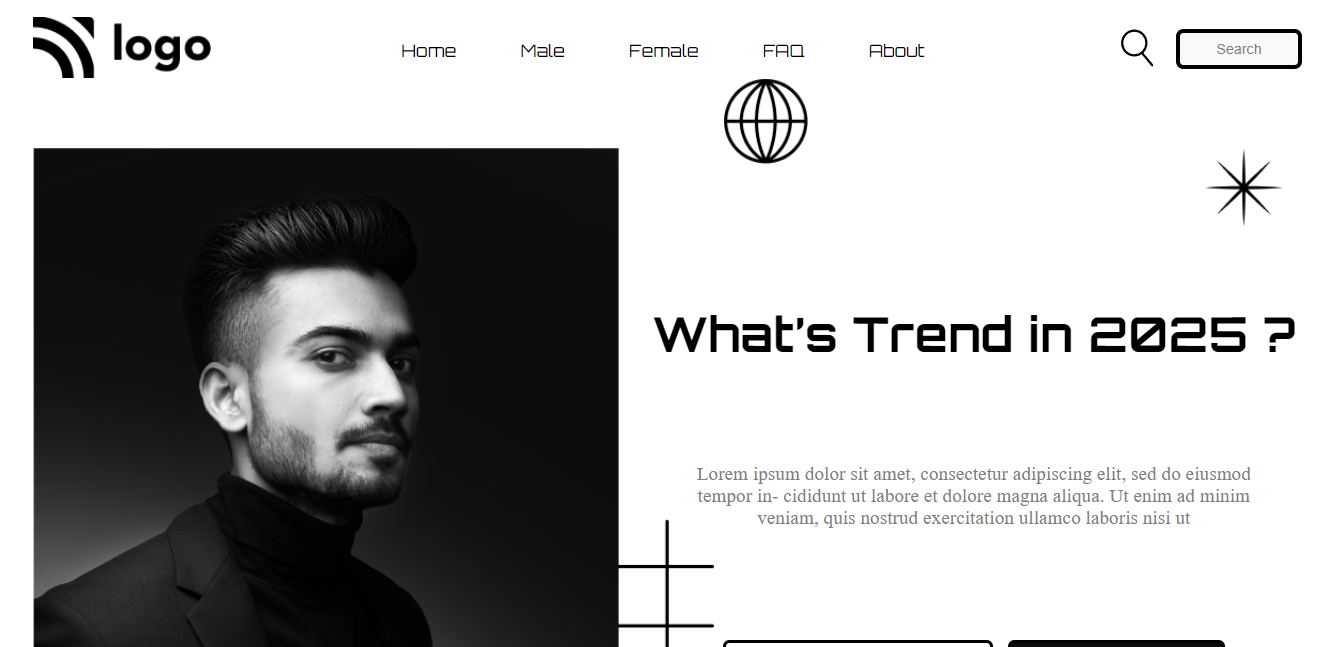 logo
Home Male Female FAQ About
Search
What's Trend in 2025 ?
Lorem ipsum dolor sit amet, consectetur adipiscing elit, sed do eiusmod
tempor in- cididunt ut labore et dolore magna aliqua. Ut enim ad minim
veniam, quis nostrud exercitation ullamco laboris nisi ut